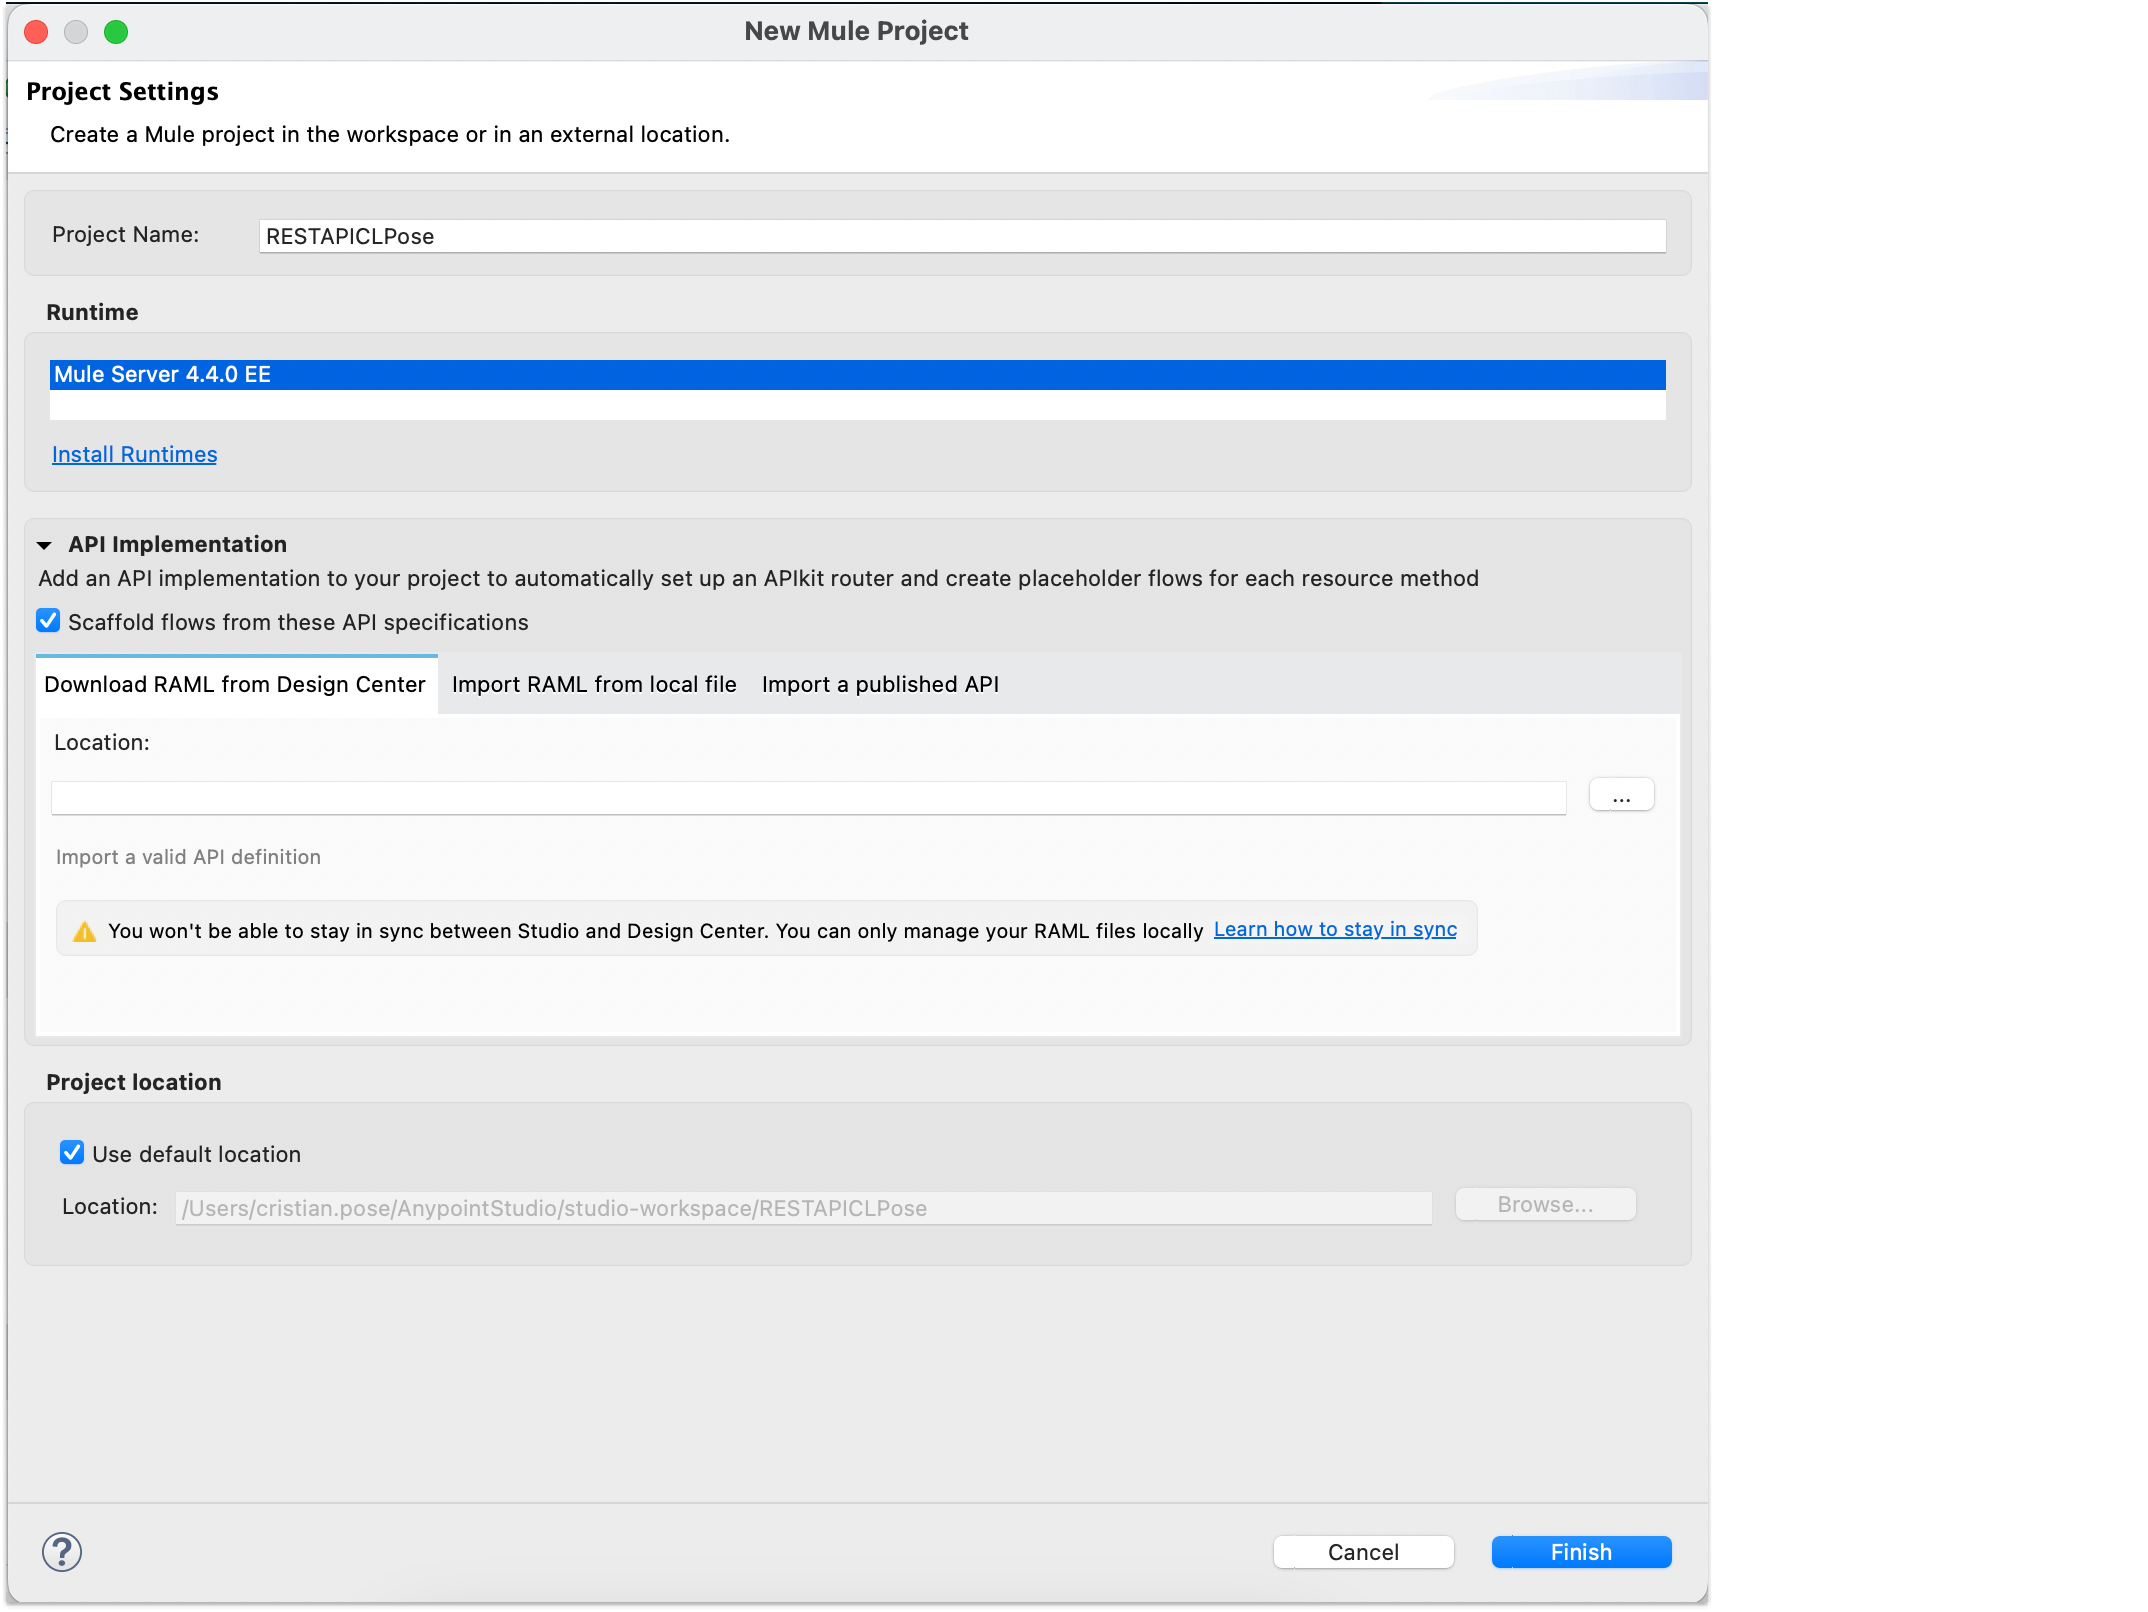 New Mule Project
Project Settings
Create a Mule project in the workspace or in an external location.
Project Name: RESTAPICLPose
Runtime
Mule Server 4.4.0 EE
Install Runtimes
API Implementation
Add an API implementation to your project to automatically set up an APIkit router and create placeholder flows for each resource method
Scaffold flows from these API specifications
Download RAML from Design Center Import RAML from local file Import a published API
Location:
...
Import a valid API definition
You won't be able to stay in sync between Studio and Design Center. You can only manage your RAML files locally Learn how to stay in sync
Project location
Use default location
Location: /Users/cristian.pose/AnypointStudio/studio-workspace/RESTAPICLPose Browse...
? Cancel Finish